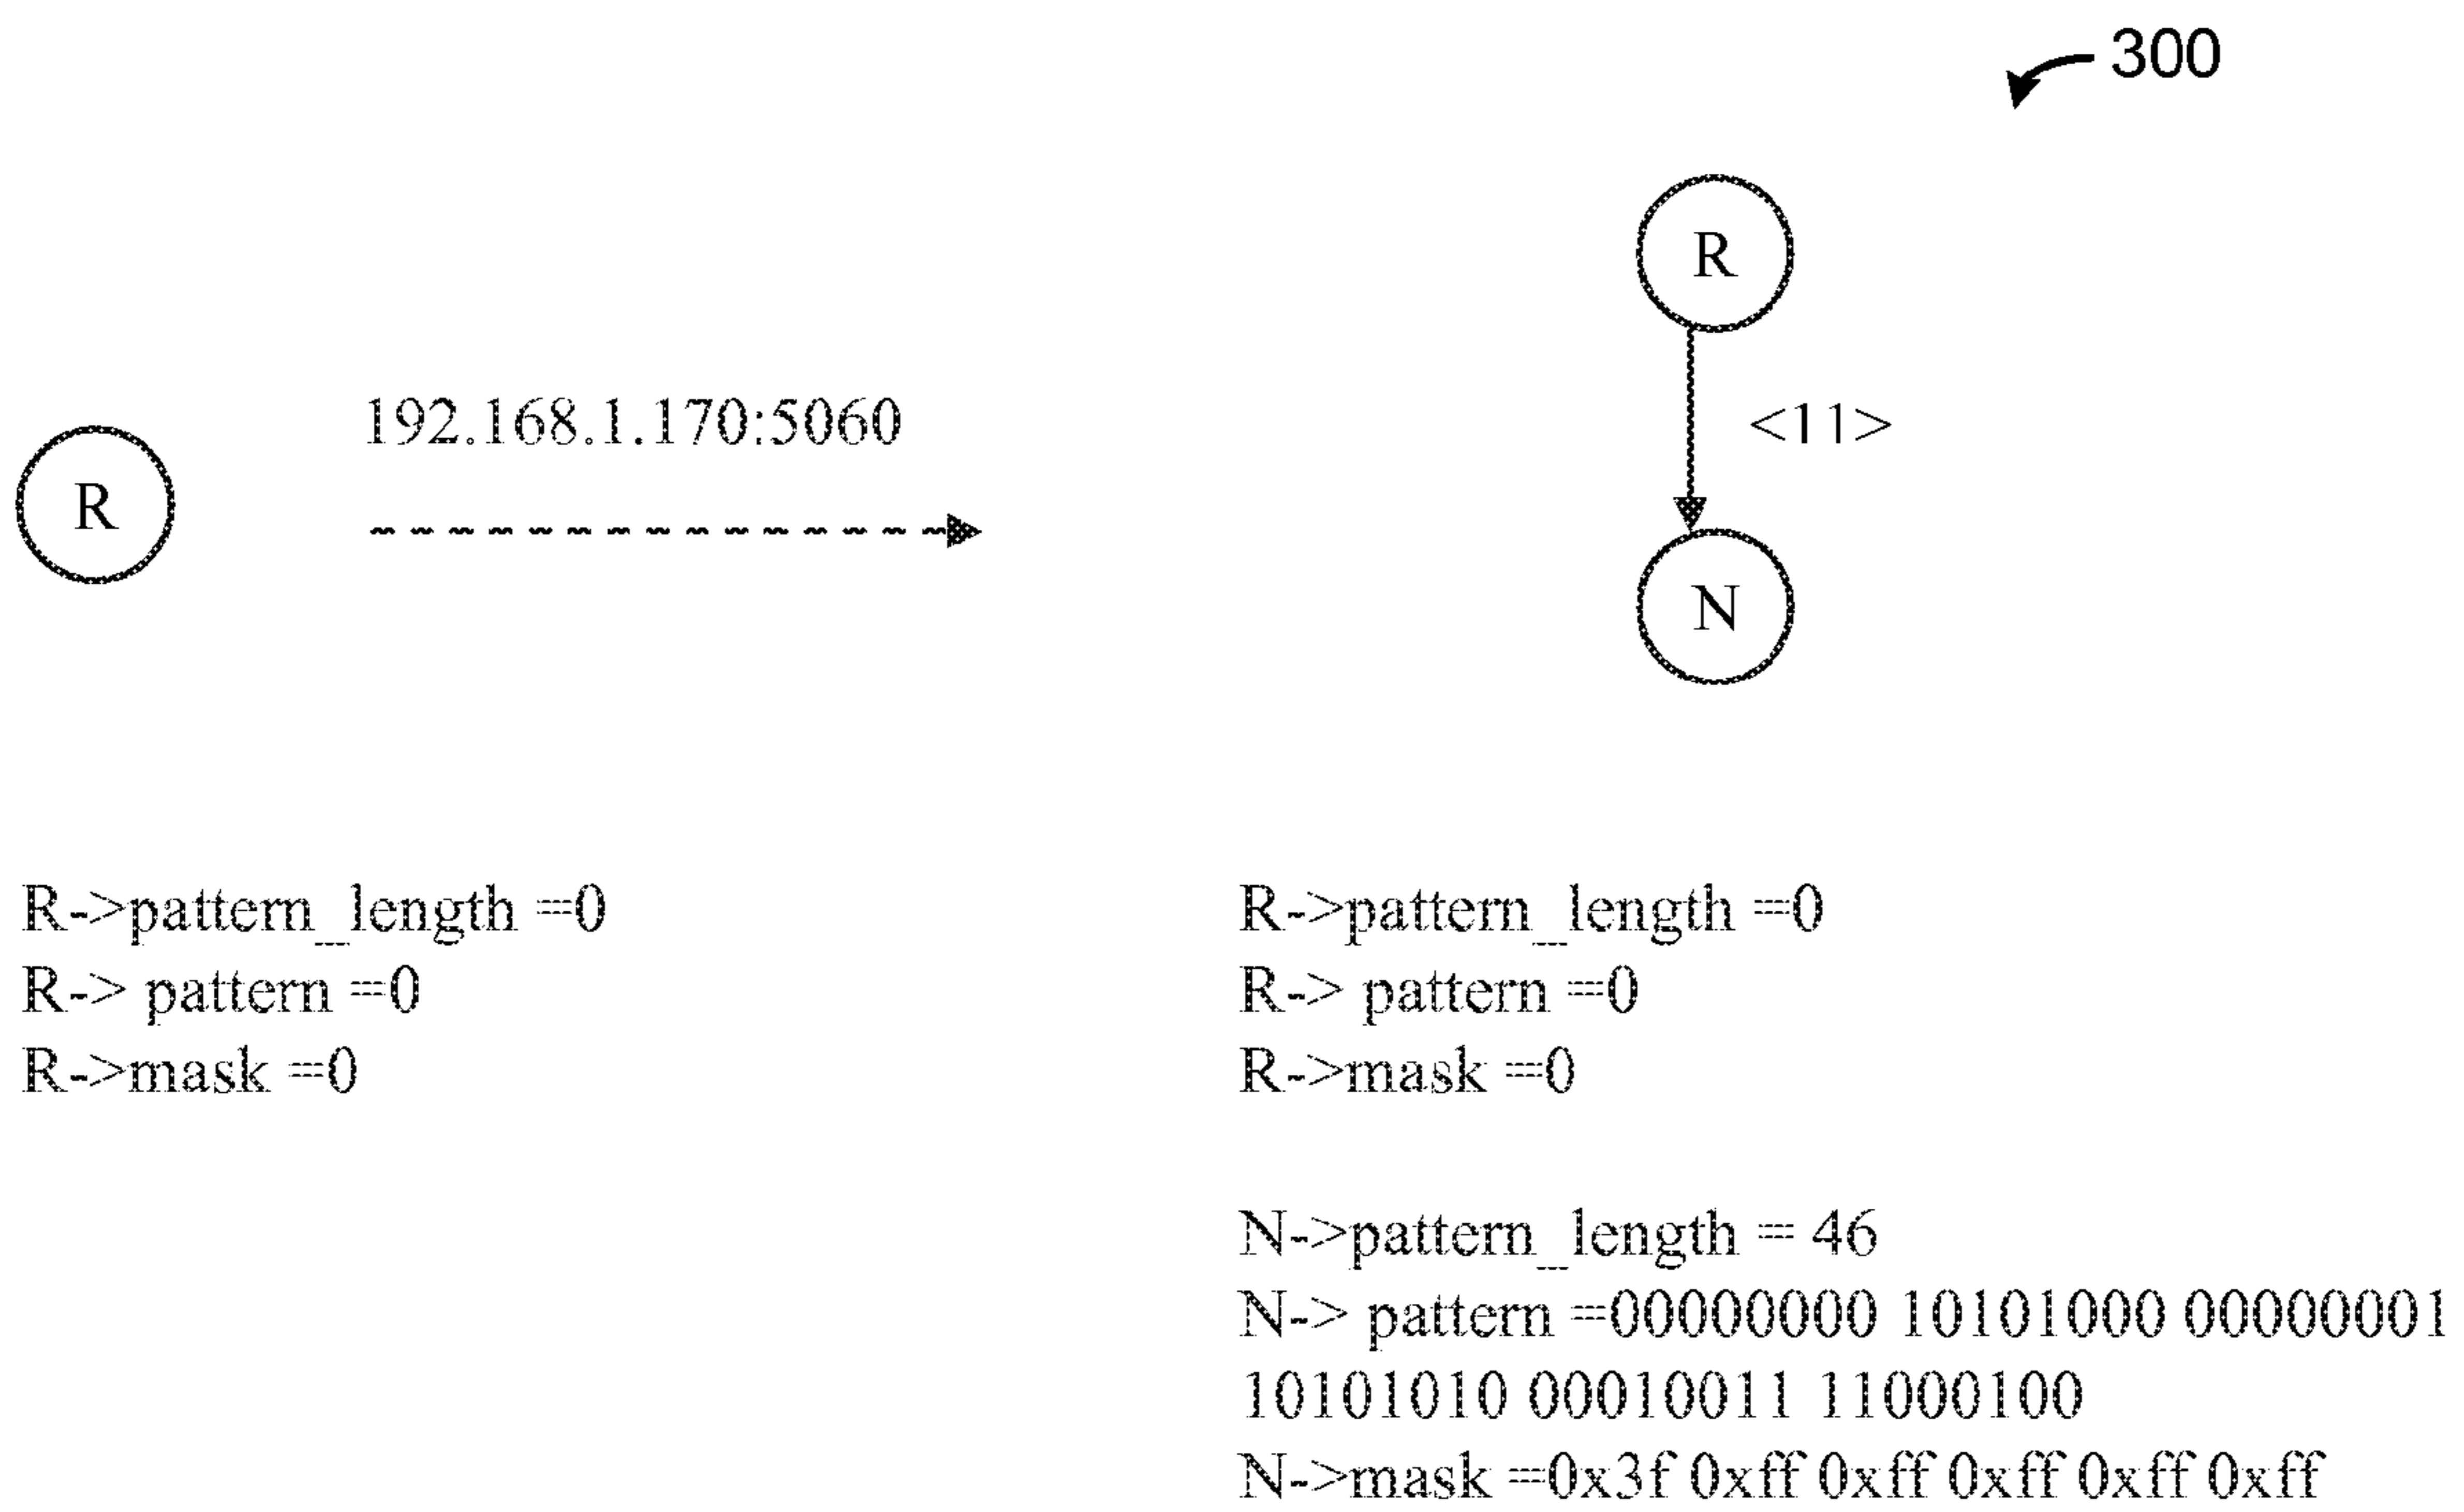 300
R
192.168.1.170:5060
R
<11>
N
R->pattern_length =0
R-> pattern =0
R->mask =0
R->pattern_length =0
R-> pattern =0
R->mask =0
N->pattern_length = 46
N-> pattern =00000000 10101000 00000001
10101010 00010011 11000100
N->mask =0x3f 0xff 0xff 0xff 0xff 0xff